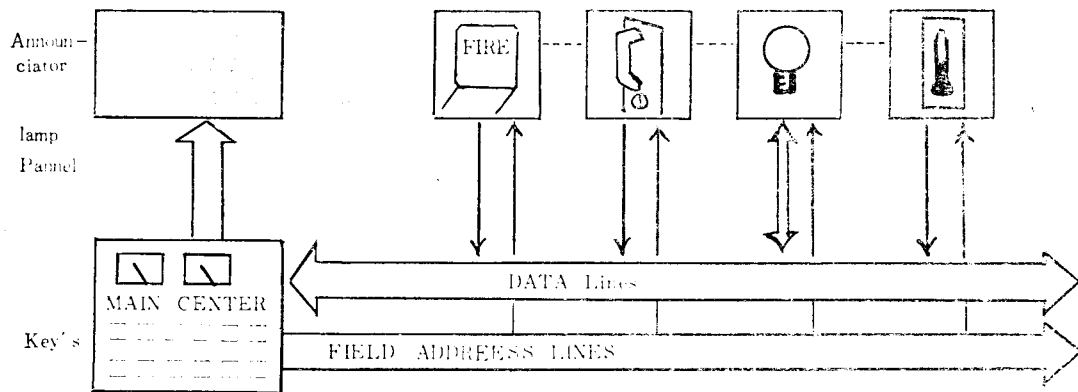 Announ-
ciator
FIRE
lamp
Pannel
DATA Lines
MAIN CENTER
Key's
FIELD ADDREESS LINES